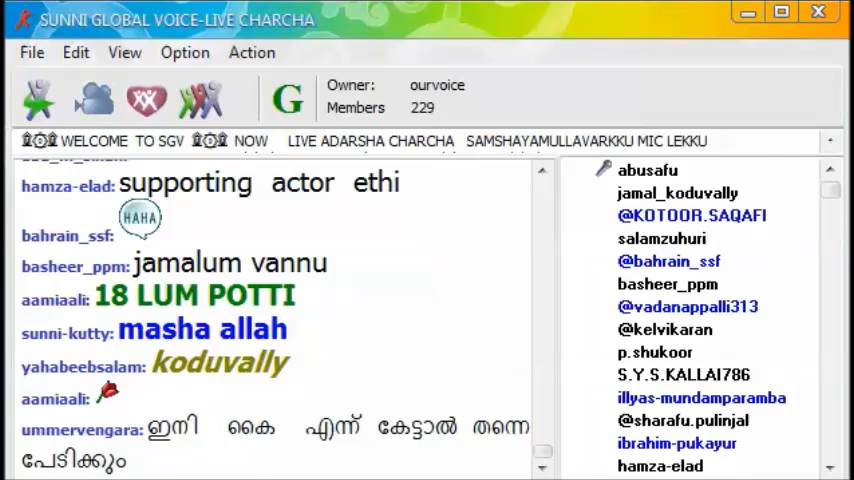 SUNNI GLOBAL VOICE-LIVE CHARCHA
File Edit View Option Action
G
Owner: ourvoice
Members 229
WELCOME TO SGV NOW LIVE ADARSHA CHARCHA SAMSHAYAMULLAVARKKU MIC LEKKU
hamza-elad: supporting actor ethi
HAHA
bahrain_ssf:
basheer_ppm: jamalum vannu
aamiaali: 18 LUM POTTI
sunni-kutty: masha allah
yahabeebsalam: koduvally
aamiaali:
ummervengara: ഇനി കൈ എന്ന് കേട്ടാൽ തന്നെ
പേടിക്കും
abusafu
jamal_koduvally
@KOTOOR.SAQAFI
salamzuhuri
@bahrain_ssf
basheer_ppm
@vadanappalli313
@kelvikaran
p.shukoor
S.Y.S.KALLAI786
illyas-mundamparamba
@sharafu.pulinjal
ibrahim-pukayur
hamza-elad